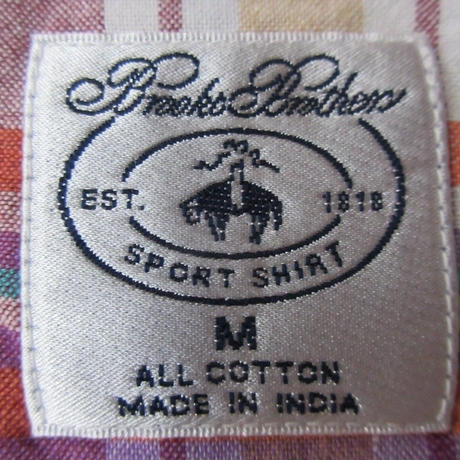 Brooks Brothers
EST. 1818
SPORT SHIRT
M
ALL COTTON
MADE IN INDIA